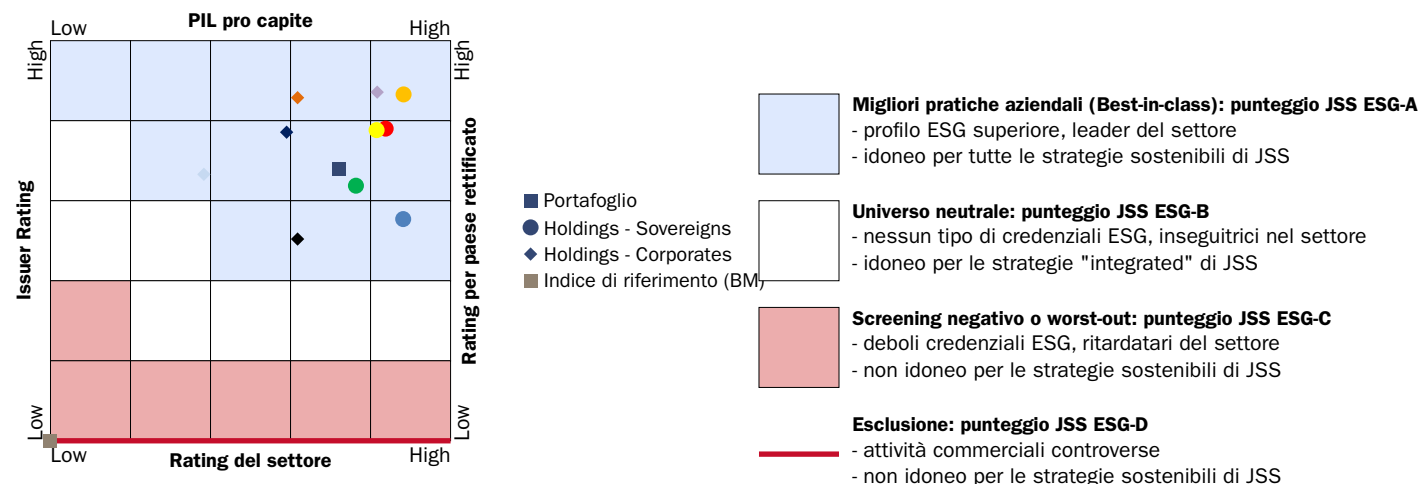 PIL pro capite
Low
High
High
High
Issuer Rating
Rating per paese rettificato
Low
Low
Low
High
Rating del settore
Portafoglio
Holdings - Sovereigns
Holdings - Corporates
Indice di riferimento (BM)
Migliori pratiche aziendali (Best-in-class): punteggio JSS ESG-A
- profilo ESG superiore, leader del settore
- idoneo per tutte le strategie sostenibili di JSS
Universo neutrale: punteggio JSS ESG-B
- nessun tipo di credenziali ESG, inseguitrici nel settore
- idoneo per le strategie "integrated" di JSS
Screening negativo o worst-out: punteggio JSS ESG-C
- deboli credenziali ESG, ritardatari del settore
- non idoneo per le strategie sostenibili di JSS
Esclusione: punteggio JSS ESG-D
- attività commerciali controverse
- non idoneo per le strategie sostenibili di JSS